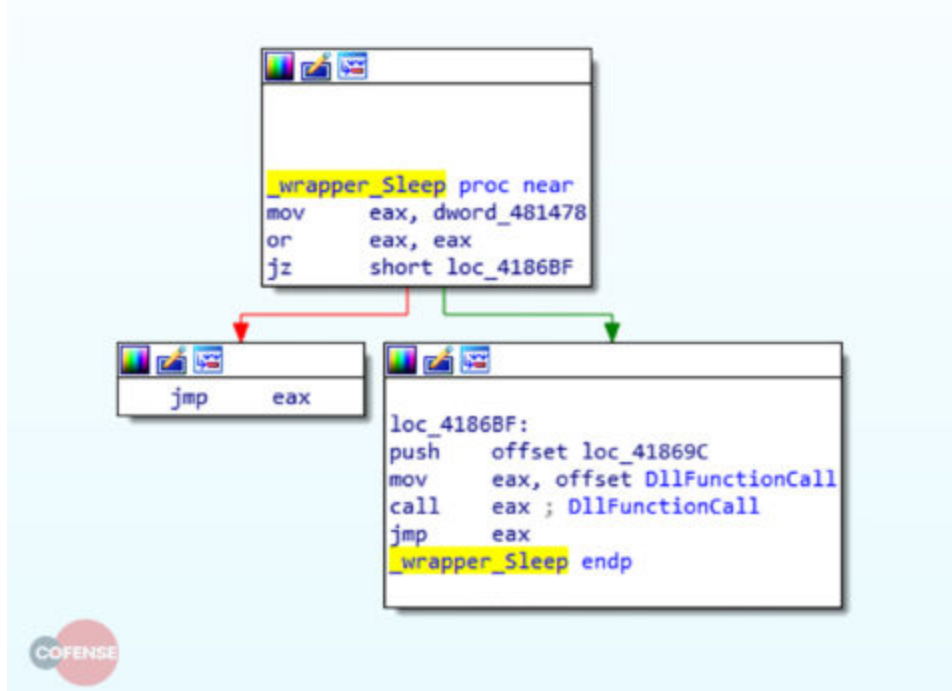 _wrapper_Sleep proc near
mov eax, dword_481478
or eax, eax
jz short loc_4186BF
jmp eax
loc_4186BF:
push offset loc_41869C
mov eax, offset DllFunctionCall
call eax ; DllFunctionCall
jmp eax
_wrapper_Sleep endp
COFENSE